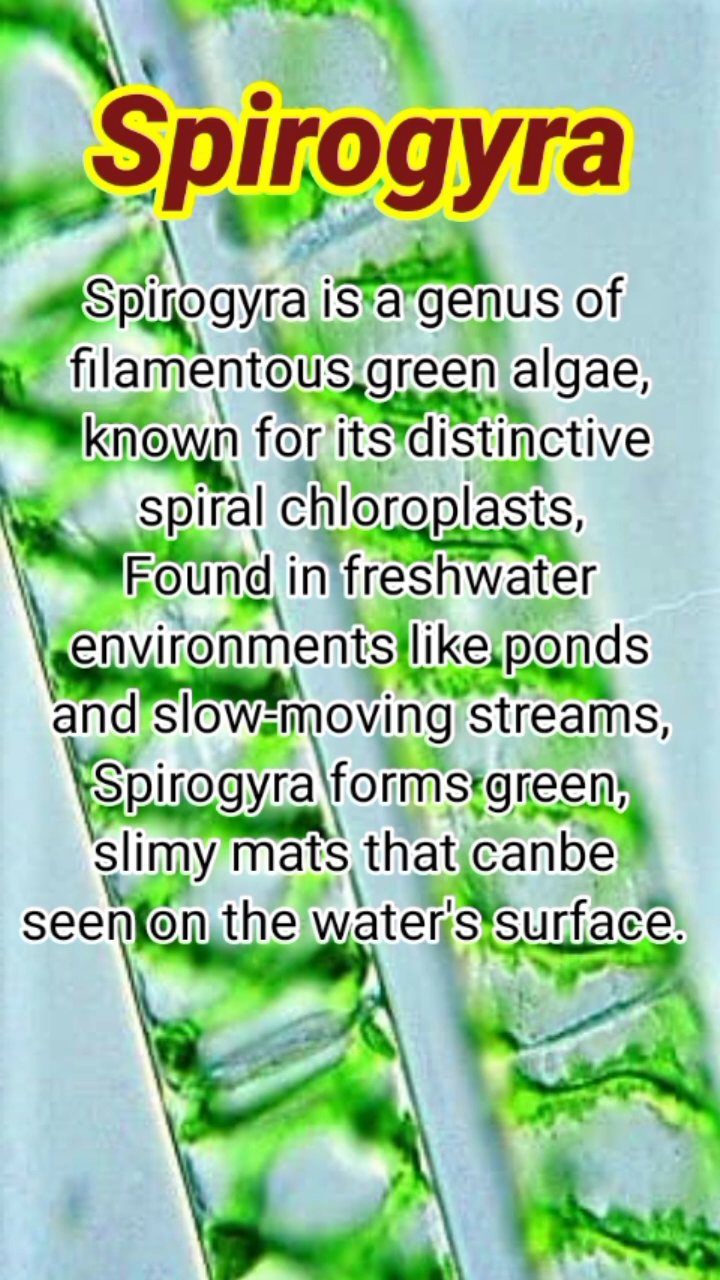 Spirogyra
Spirogyra is a genus of
filamentous green algae,
known for its distinctive
spiral chloroplasts,
Found in freshwater
environments like ponds
and slow-moving streams,
Spirogyra forms green,
slimy mats that canbe
seen on the water's surface.